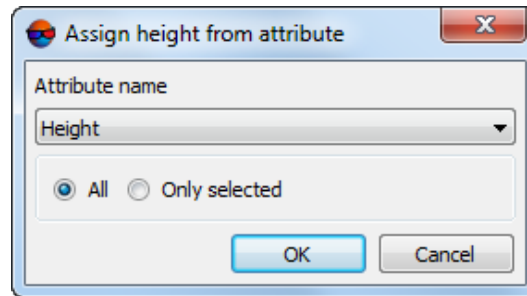 Assign height from attribute
Attribute name
Height
All Only selected
OK Cancel